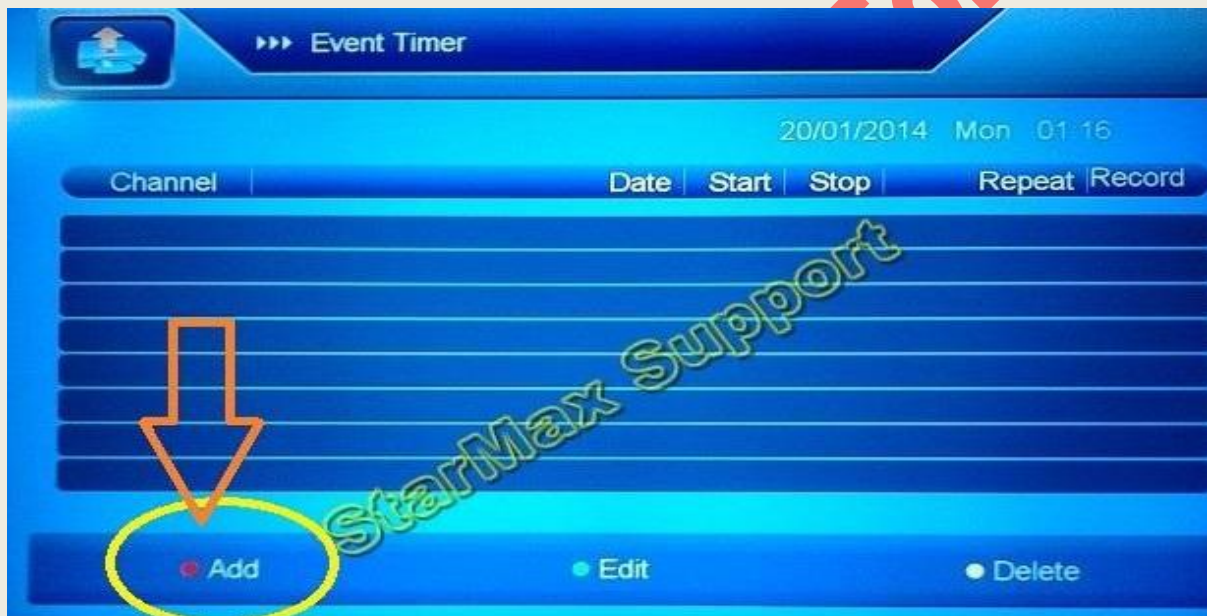 ▸▸▸ Event Timer
20/01/2014 Mon 01:16
Channel Date Start Stop Repeat Record
StarMax Support
Add Edit Delete